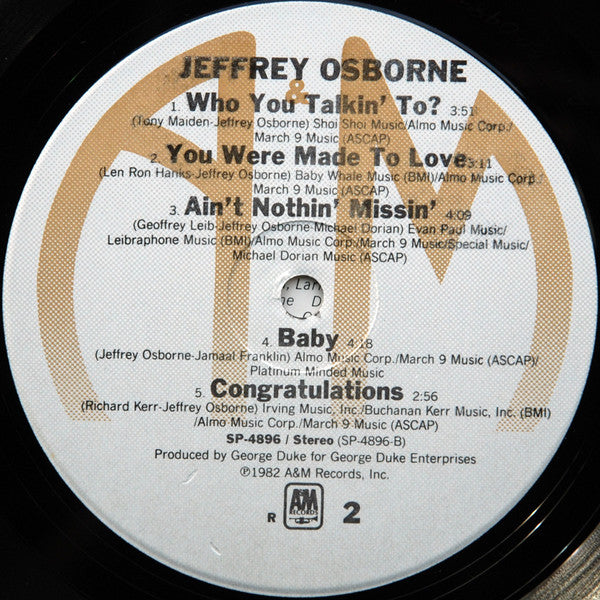 JEFFREY OSBORNE
1. Who You Talkin' To? 3:51
(Tony Maiden-Jeffrey Osborne) Shoi Shoi Music/Almo Music Corp./
March 9 Music (ASCAP)
2. You Were Made To Love 3:11
(Len Ron Hanks-Jeffrey Osborne) Baby Whale Music (BMI)/Almo Music Corp./
March 9 Music (ASCAP)
3. Ain't Nothin' Missin' 4:09
(Geoffrey Leib-Jeffrey Osborne-Michael Dorian) Evan Paul Music/
Leibraphone Music (BMI)/Almo Music Corp./March 9 Music/Special Music/
Michael Dorian Music (ASCAP)
4. Baby 4:18
(Jeffrey Osborne-Jamaal Franklin) Almo Music Corp./March 9 Music (ASCAP)/
Platinum Minded Music
5. Congratulations 2:56
(Richard Kerr-Jeffrey Osborne) Irving Music, Inc./Buchanan Kerr Music, Inc. (BMI)
/Almo Music Corp./March 9 Music (ASCAP)
SP-4896 / Stereo (SP-4896-B)
Produced by George Duke for George Duke Enterprises
℗1982 A&M Records, Inc.
R A&M RECORDS 2